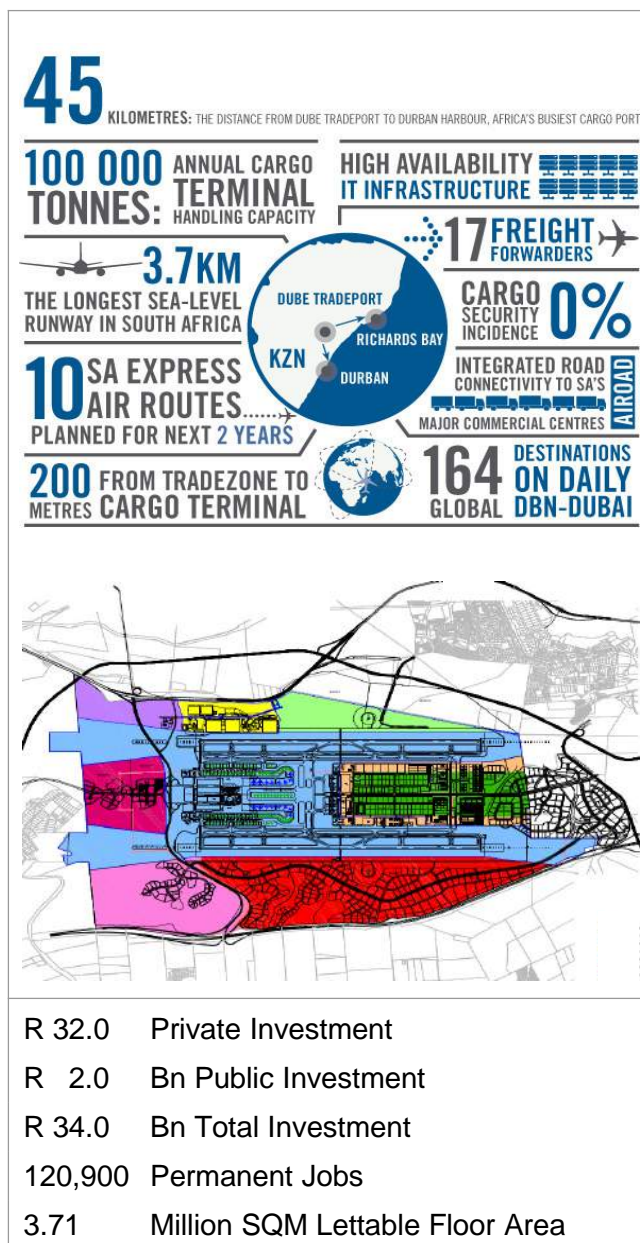 45 KILOMETRES: THE DISTANCE FROM DUBE TRADEPORT TO DURBAN HARBOUR, AFRICA'S BUSIEST CARGO PORT
100 000 TONNES: ANNUAL CARGO TERMINAL HANDLING CAPACITY
HIGH AVAILABILITY
IT INFRASTRUCTURE
17 FREIGHT FORWARDERS
3.7KM
THE LONGEST SEA-LEVEL
RUNWAY IN SOUTH AFRICA
DUBE TRADEPORT
RICHARDS BAY
KZN
DURBAN
CARGO SECURITY INCIDENCE 0%
10 SA EXPRESS AIR ROUTES
PLANNED FOR NEXT 2 YEARS
INTEGRATED ROAD
CONNECTIVITY TO SA'S
MAJOR COMMERCIAL CENTRES
AIROAD
200 METRES FROM TRADEZONE TO CARGO TERMINAL
164 GLOBAL DESTINATIONS ON DAILY DBN-DUBAI
R 32.0 Private Investment
R 2.0 Bn Public Investment
R 34.0 Bn Total Investment
120,900 Permanent Jobs
3.71 Million SQM Lettable Floor Area